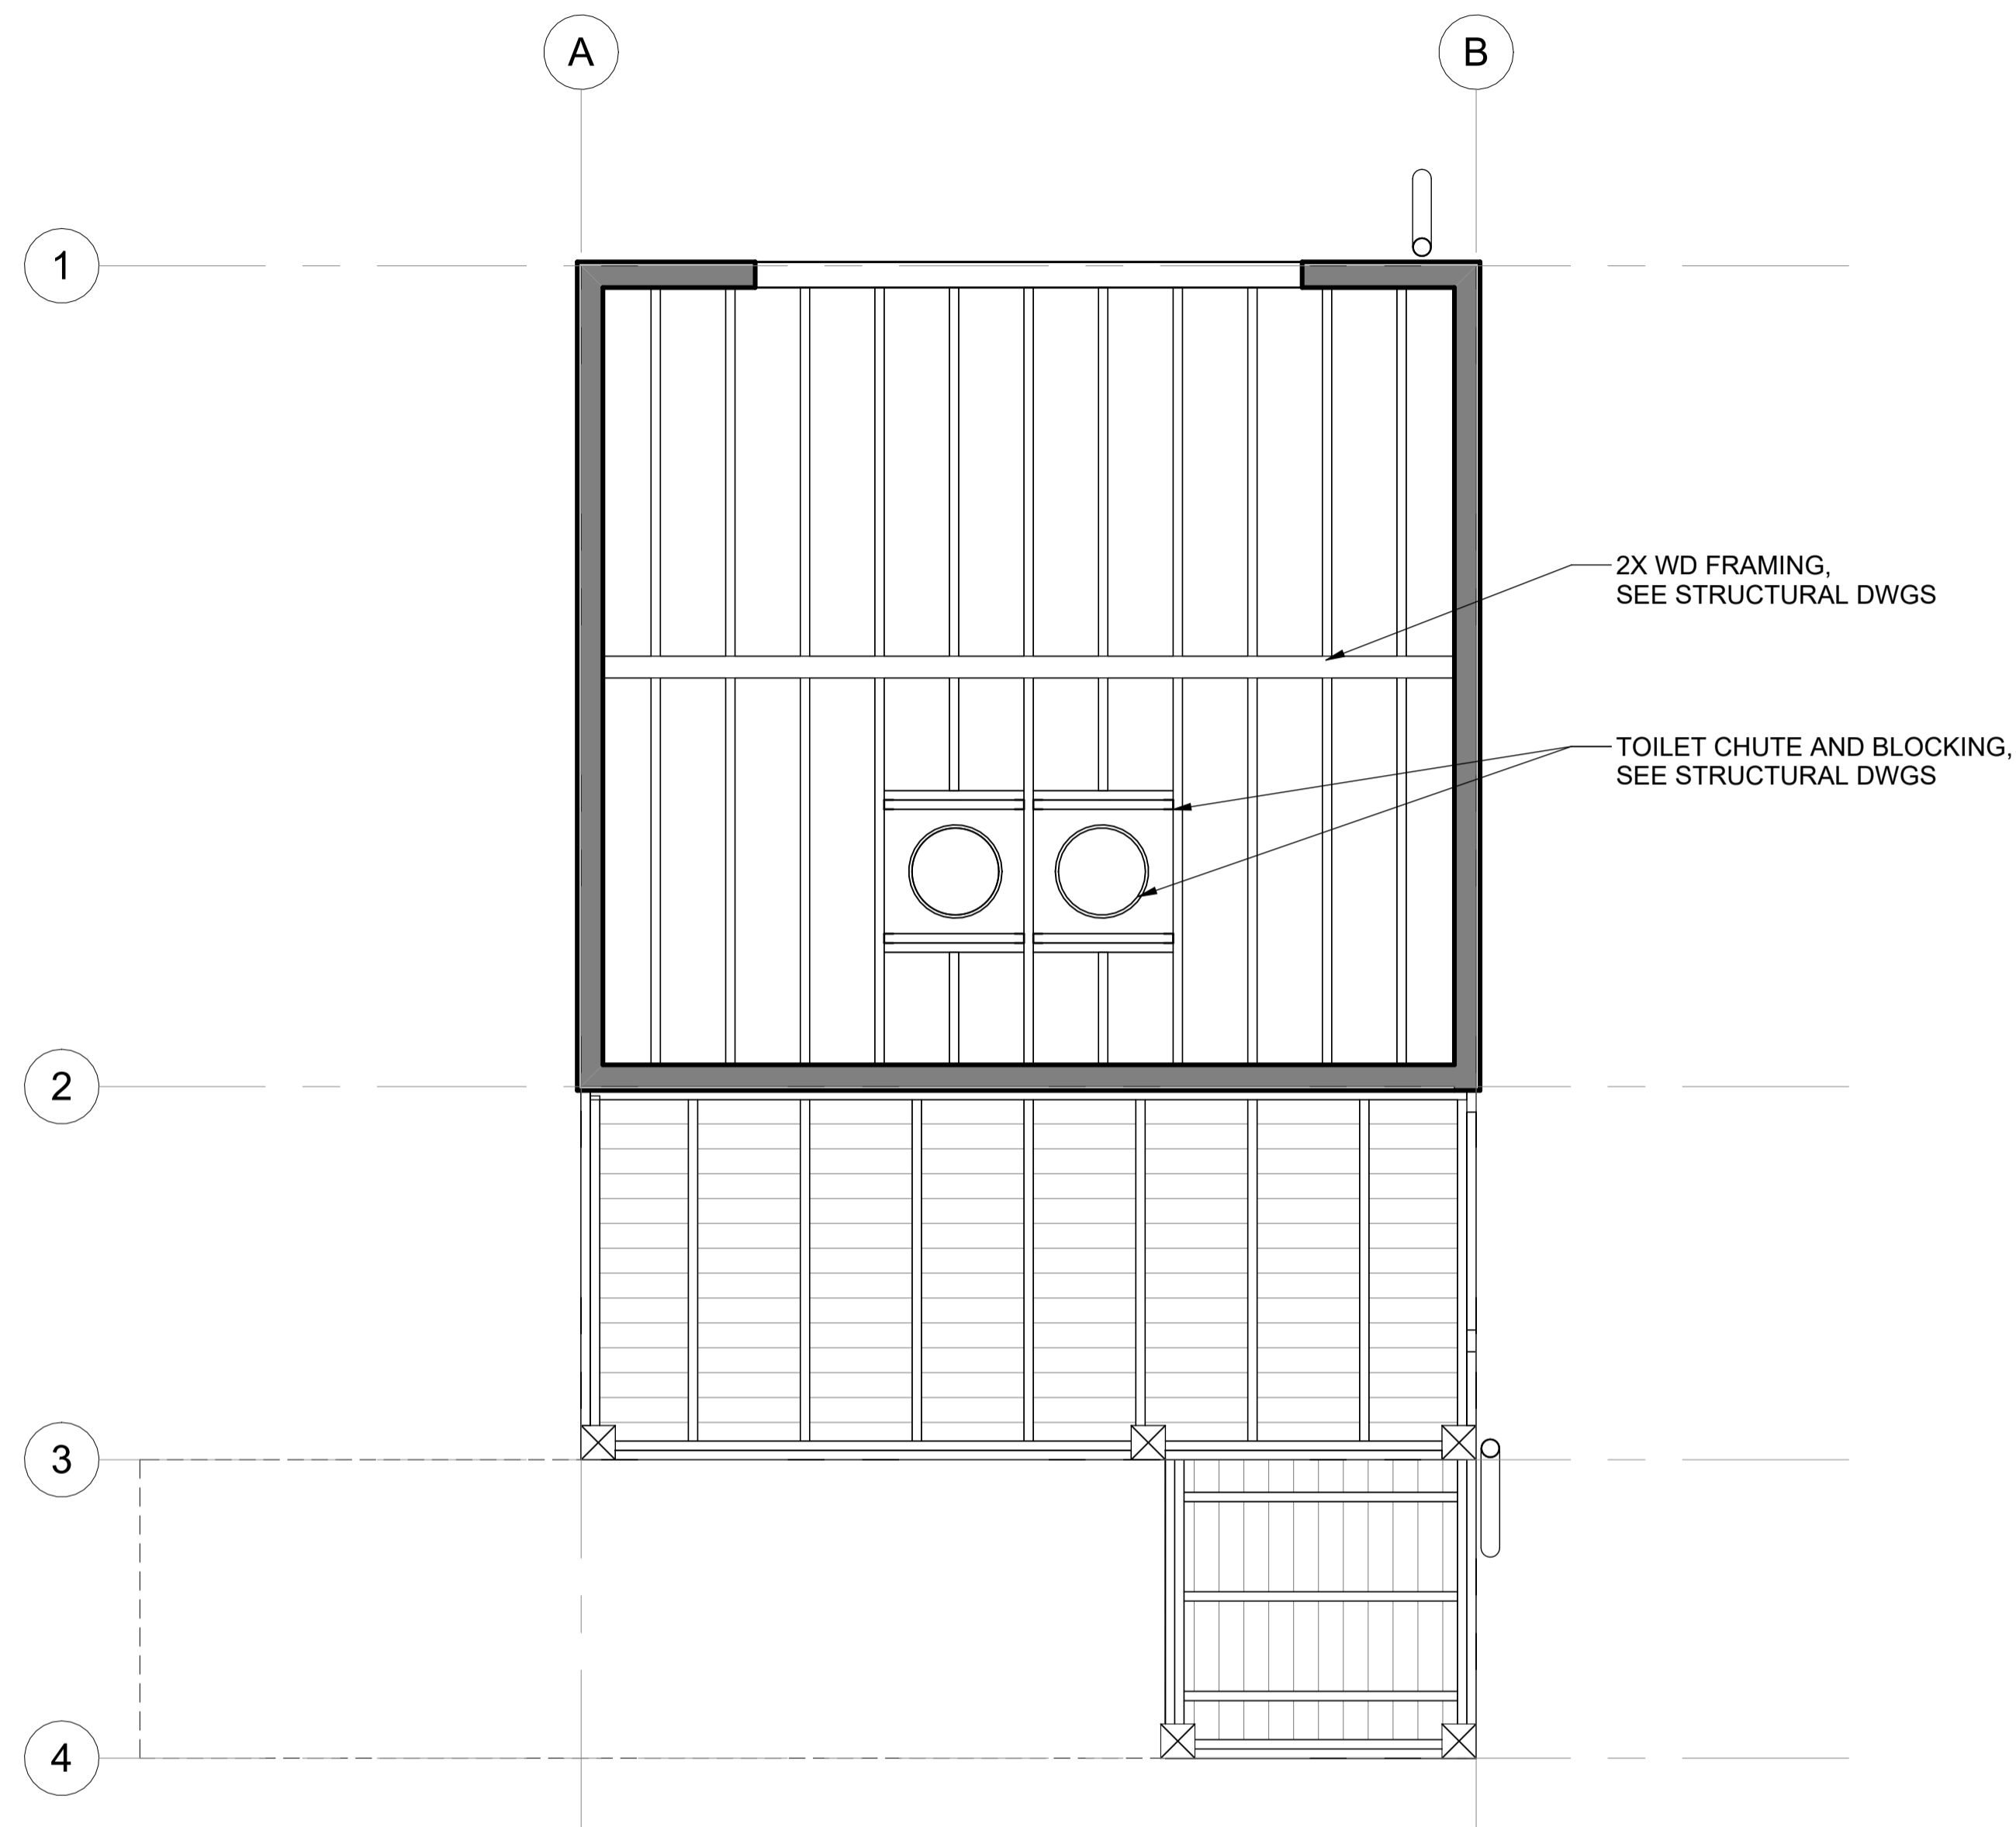 A
B
1
2X WD FRAMING,
SEE STRUCTURAL DWGS
TOILET CHUTE AND BLOCKING,
SEE STRUCTURAL DWGS
2
3
4